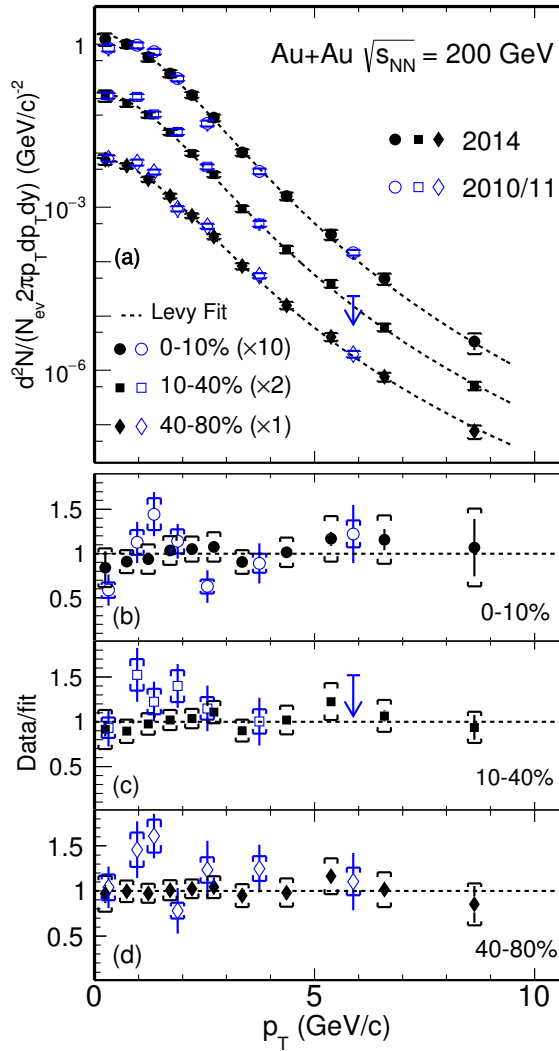 Au+Au √s_NN = 200 GeV
d²N/(N_ev 2πp_T dp_T dy) (GeV/c)⁻²
1
10⁻³
10⁻⁶
2014
2010/11
(a)
Levy Fit
0-10% (×10)
10-40% (×2)
40-80% (×1)
Data/fit
1.5
1
0.5
(b)
0-10%
1.5
1
0.5
(c)
10-40%
1.5
1
0.5
(d)
40-80%
0 5 10
p_T (GeV/c)